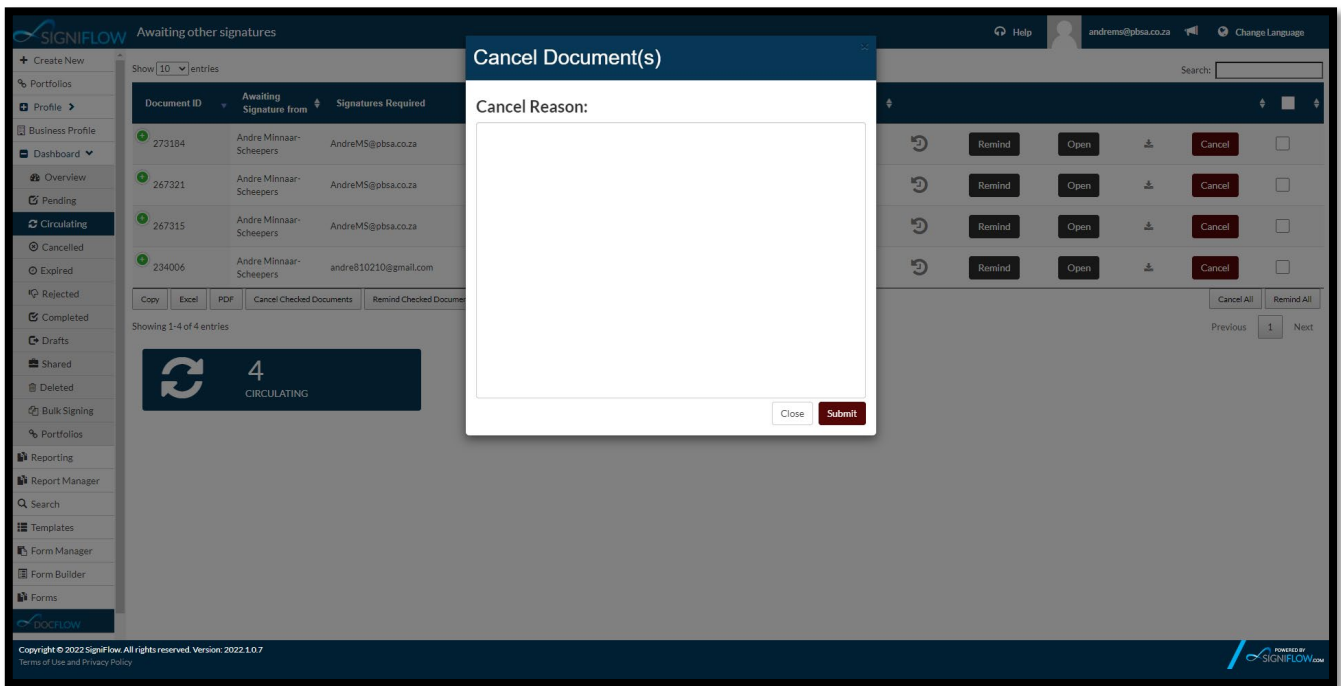 SIGNIFLOW
Awaiting other signatures
Help
andrems@pbsa.co.za
Change Language
+ Create New
Portfolios
Profile >
Business Profile
Dashboard
Overview
Pending
Circulating
Cancelled
Expired
Rejected
Completed
Drafts
Shared
Deleted
Bulk Signing
Portfolios
Reporting
Report Manager
Search
Templates
Form Manager
Form Builder
Forms
DOCFLOW
Show 10 entries
Search:
Document ID Awaiting Signature from Signatures Required
273184 Andre Minnaar-Scheepers AndreMS@pbsa.co.za Remind Open Cancel
267321 Andre Minnaar-Scheepers AndreMS@pbsa.co.za Remind Open Cancel
267315 Andre Minnaar-Scheepers AndreMS@pbsa.co.za Remind Open Cancel
234006 Andre Minnaar-Scheepers andre810210@gmail.com Remind Open Cancel
Copy Excel PDF Cancel Checked Documents Remind Checked Documen
Cancel All Remind All
Showing 1-4 of 4 entries
Previous 1 Next
4
CIRCULATING
Cancel Document(s)
x
Cancel Reason:
Close Submit
Copyright © 2022 SigniFlow. All rights reserved. Version: 2022.1.0.7
Terms of Use and Privacy Policy
POWERED BY
SIGNIFLOW.COM